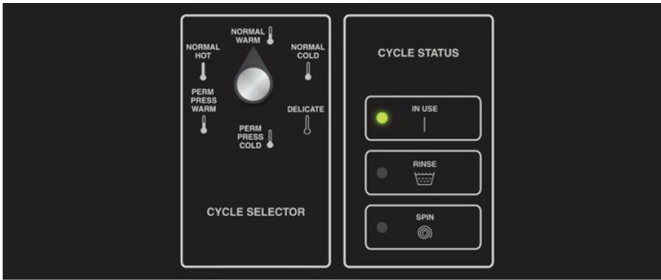 NORMAL
WARM
NORMAL
HOT
NORMAL
COLD
PERM
PRESS
WARM
DELICATE
PERM
PRESS
COLD
CYCLE SELECTOR
CYCLE STATUS
IN USE
RINSE
SPIN